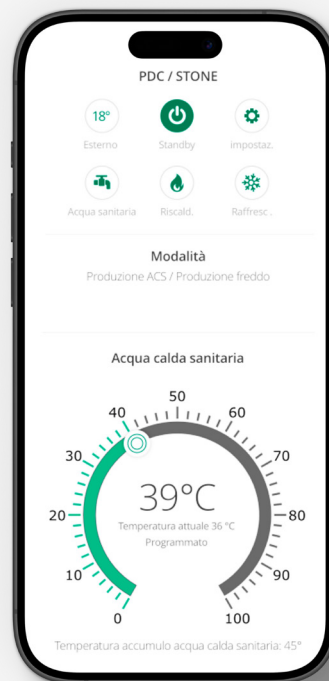 PDC / STONE
18°
Esterno
Standby
impostaz.
Acqua sanitaria
Riscald.
Raffresc.
Modalità
Produzione ACS / Produzione freddo
Acqua calda sanitaria
0
10
20
30
40
50
60
70
80
90
100
39°C
Temperatura attuale 36 °C
Programmato
Temperatura accumulo acqua calda sanitaria: 45°